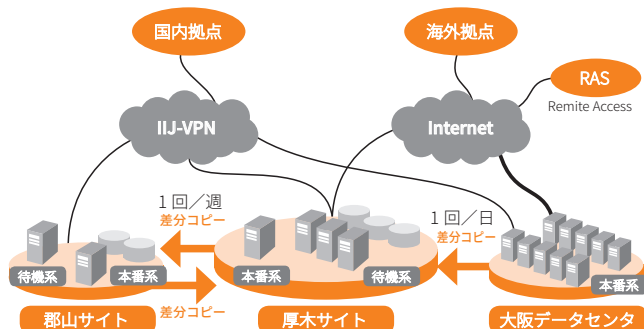 国内拠点
海外拠点
RAS
Remite Access
IIJ-VPN
Internet
1回／週
差分コピー
1回／日
差分コピー
待機系
本番系
本番系
待機系
本番系
差分コピー
郡山サイト
厚木サイト
大阪データセンタ